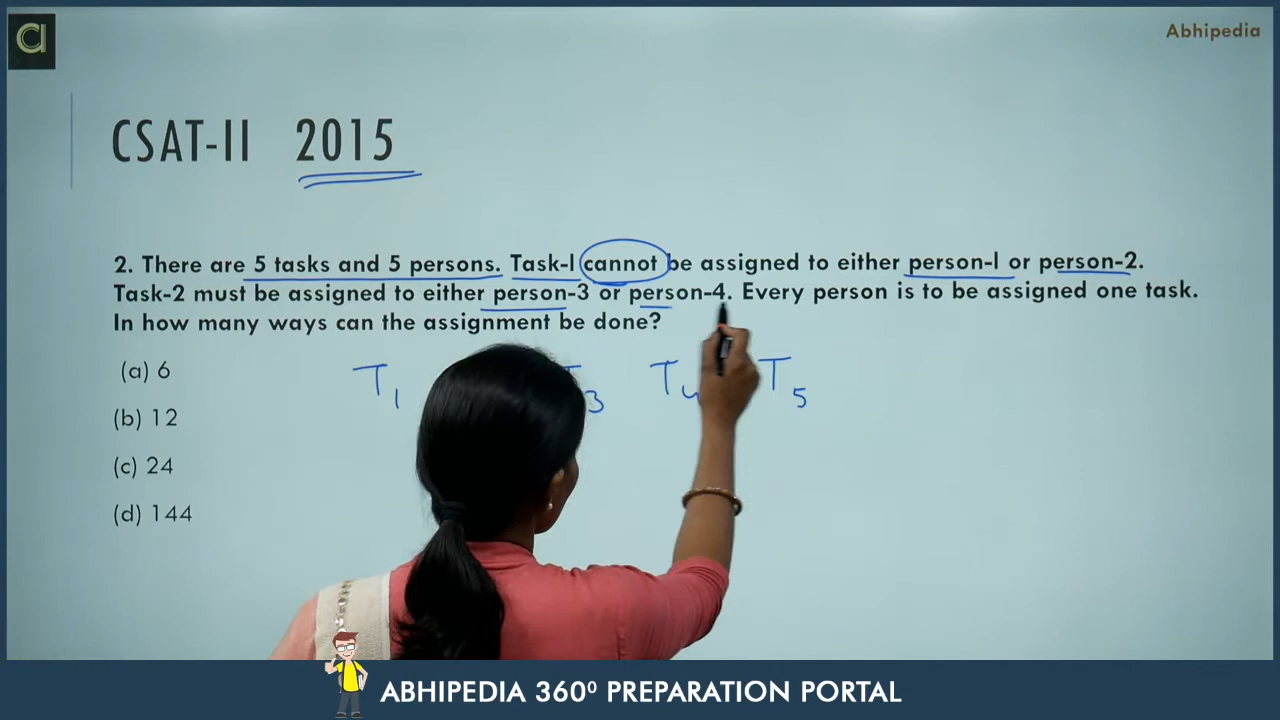 Abhipedia
CSAT-II 2015
2. There are 5 tasks and 5 persons. Task-l cannot be assigned to either person-l or person-2.
Task-2 must be assigned to either person-3 or person-4. Every person is to be assigned one task.
In how many ways can the assignment be done?
(a) 6
(b) 12
(c) 24
(d) 144
T1 T3 T4 T5
ABHIPEDIA 360⁰ PREPARATION PORTAL